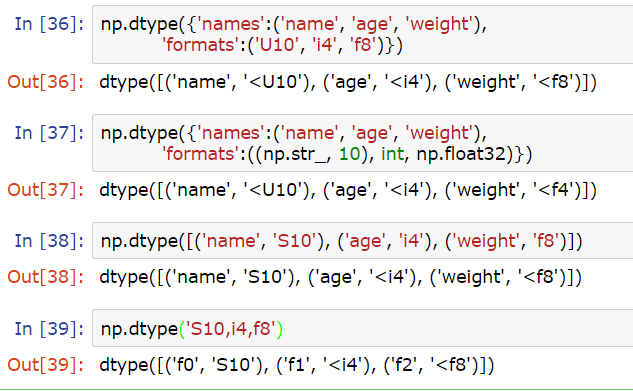 In [36]: np.dtype({'names':('name', 'age', 'weight'),
'formats':('U10', 'i4', 'f8')})
Out[36]: dtype([('name', '<U10'), ('age', '<i4'), ('weight', '<f8')])
In [37]: np.dtype({'names':('name', 'age', 'weight'),
'formats':((np.str_, 10), int, np.float32)})
Out[37]: dtype([('name', '<U10'), ('age', '<i4'), ('weight', '<f4')])
In [38]: np.dtype([('name', 'S10'), ('age', 'i4'), ('weight', 'f8')])
Out[38]: dtype([('name', 'S10'), ('age', '<i4'), ('weight', '<f8')])
In [39]: np.dtype('S10,i4,f8')
Out[39]: dtype([('f0', 'S10'), ('f1', '<i4'), ('f2', '<f8')])